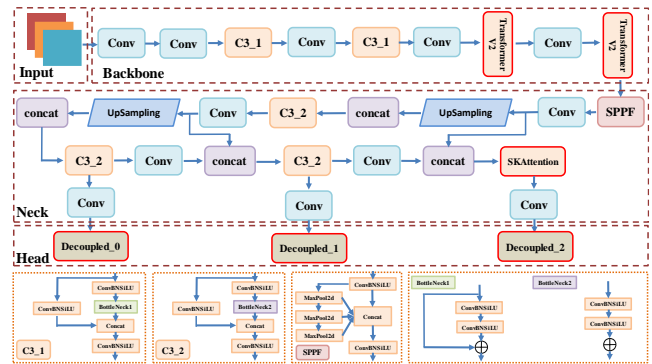 Input
Backbone
Conv
Conv
C3_1
Conv
C3_1
Conv
Transformer
V2
Conv
Transformer
V2
concat
UpSampling
Conv
C3_2
concat
UpSampling
Conv
SPPF
C3_2
Conv
concat
C3_2
Conv
concat
SKAttention
Conv
Conv
Conv
Neck
Decoupled_0
Decoupled_1
Decoupled_2
Head
ConvBNSiLU
ConvBNSiLU
BottleNeck1
Concat
ConvBNSiLU
C3_1
ConvBNSiLU
ConvBNSiLU
BottleNeck2
Concat
ConvBNSiLU
C3_2
ConvBNSiLU
MaxPool2d
MaxPool2d
MaxPool2d
Concat
ConvBNSiLU
SPPF
BottleNeck1
ConvBNSiLU
ConvBNSiLU
BottleNeck2
ConvBNSiLU
ConvBNSiLU